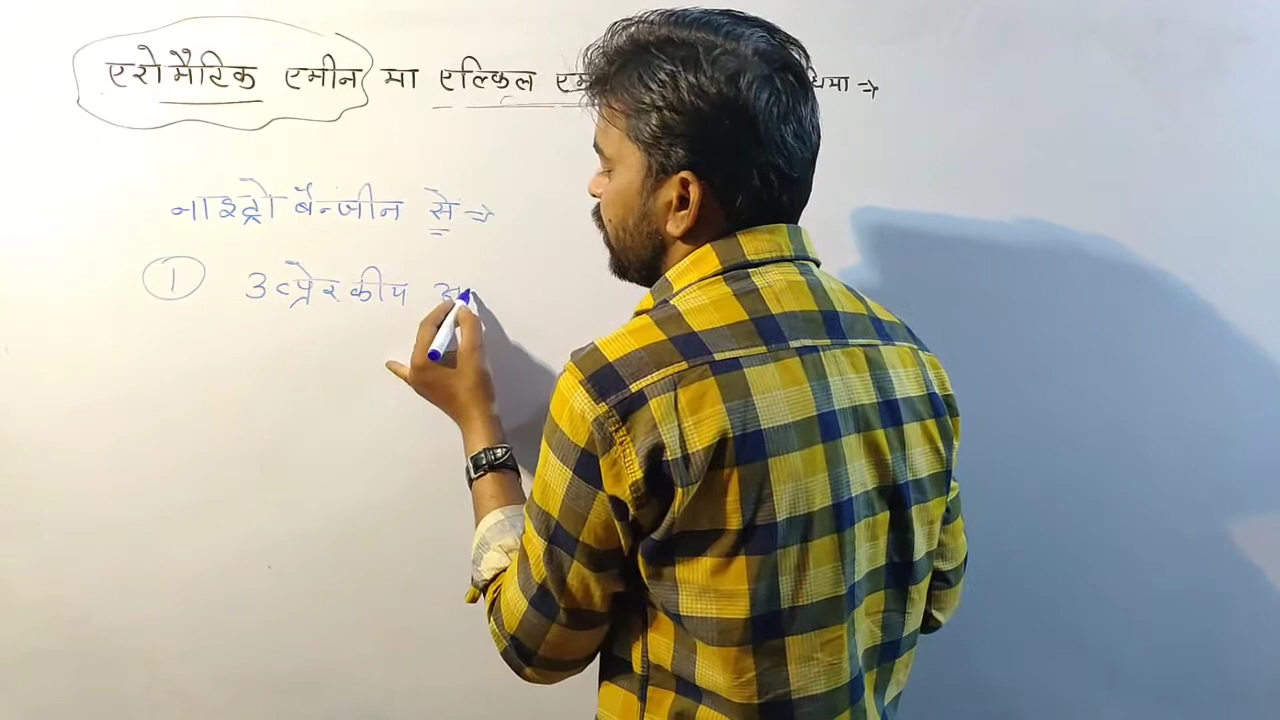 एरोमैटिक एमीन मा एल्किल धिमा →
नाइट्रो बैन्जीन से →
① उत्प्रेरकीय